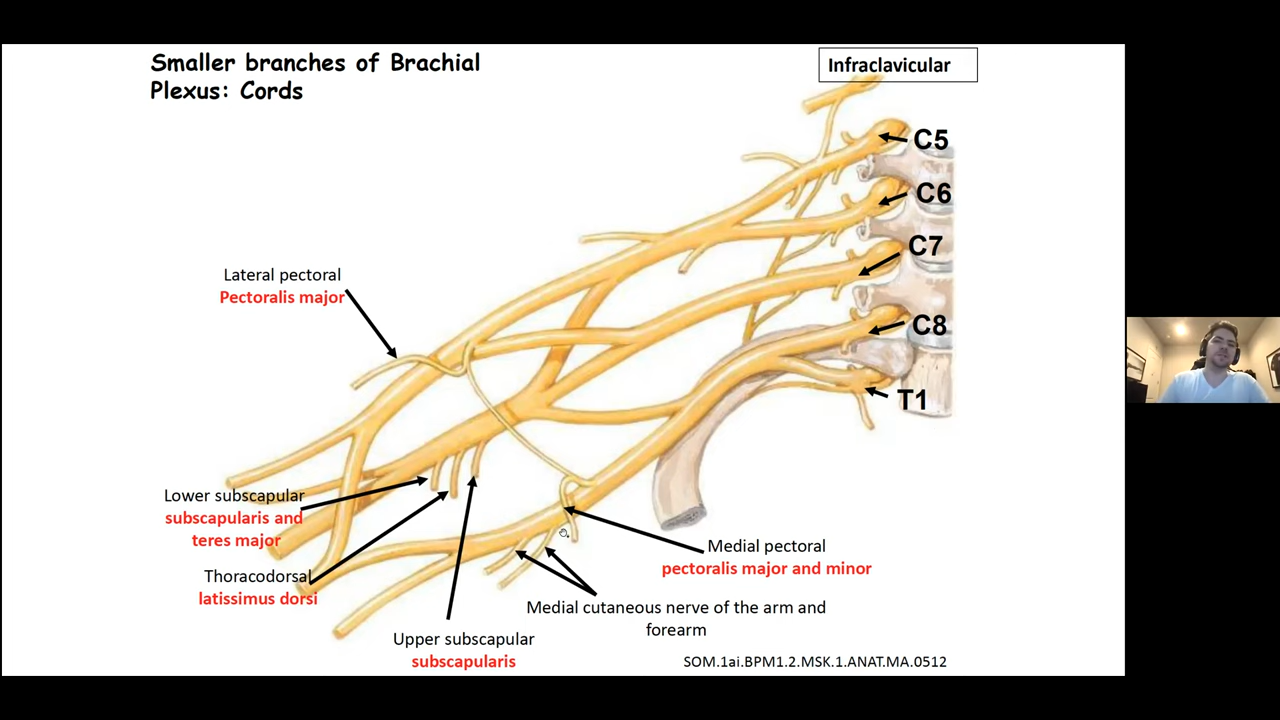 Smaller branches of Brachial
Plexus: Cords
Infraclavicular
C5
C6
C7
C8
T1
Lateral pectoral
Pectoralis major
Lower subscapular
subscapularis and
teres major
Thoracodorsal
latissimus dorsi
Upper subscapular
subscapularis
Medial pectoral
pectoralis major and minor
Medial cutaneous nerve of the arm and
forearm
SOM.1ai.BPM1.2.MSK.1.ANAT.MA.0512